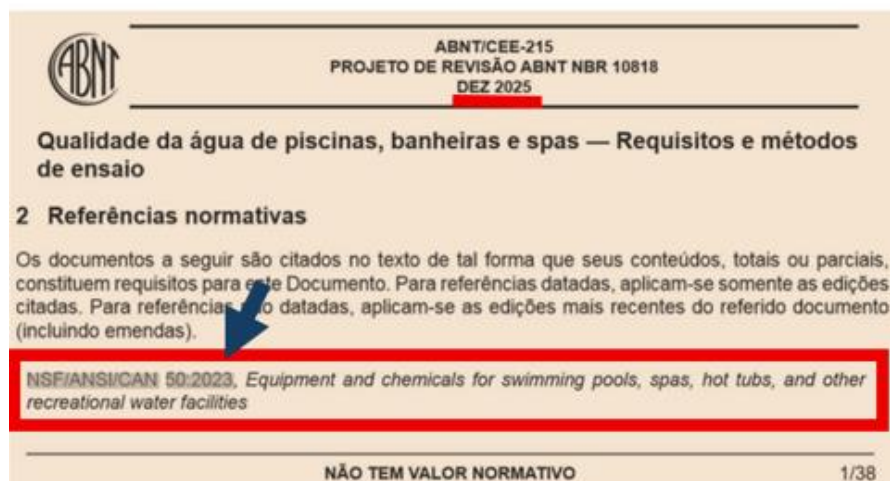 ABNT
ABNT/CEE-215
PROJETO DE REVISÃO ABNT NBR 10818
DEZ 2025
Qualidade da água de piscinas, banheiras e spas — Requisitos e métodos
de ensaio
2 Referências normativas
Os documentos a seguir são citados no texto de tal forma que seus conteúdos, totais ou parciais,
constituem requisitos para este Documento. Para referências datadas, aplicam-se somente as edições
citadas. Para referências datadas, aplicam-se as edições mais recentes do referido documento
(incluindo emendas).
NSF/ANSI/CAN 50:2023, Equipment and chemicals for swimming pools, spas, hot tubs, and other
recreational water facilities
NÃO TEM VALOR NORMATIVO 1/38